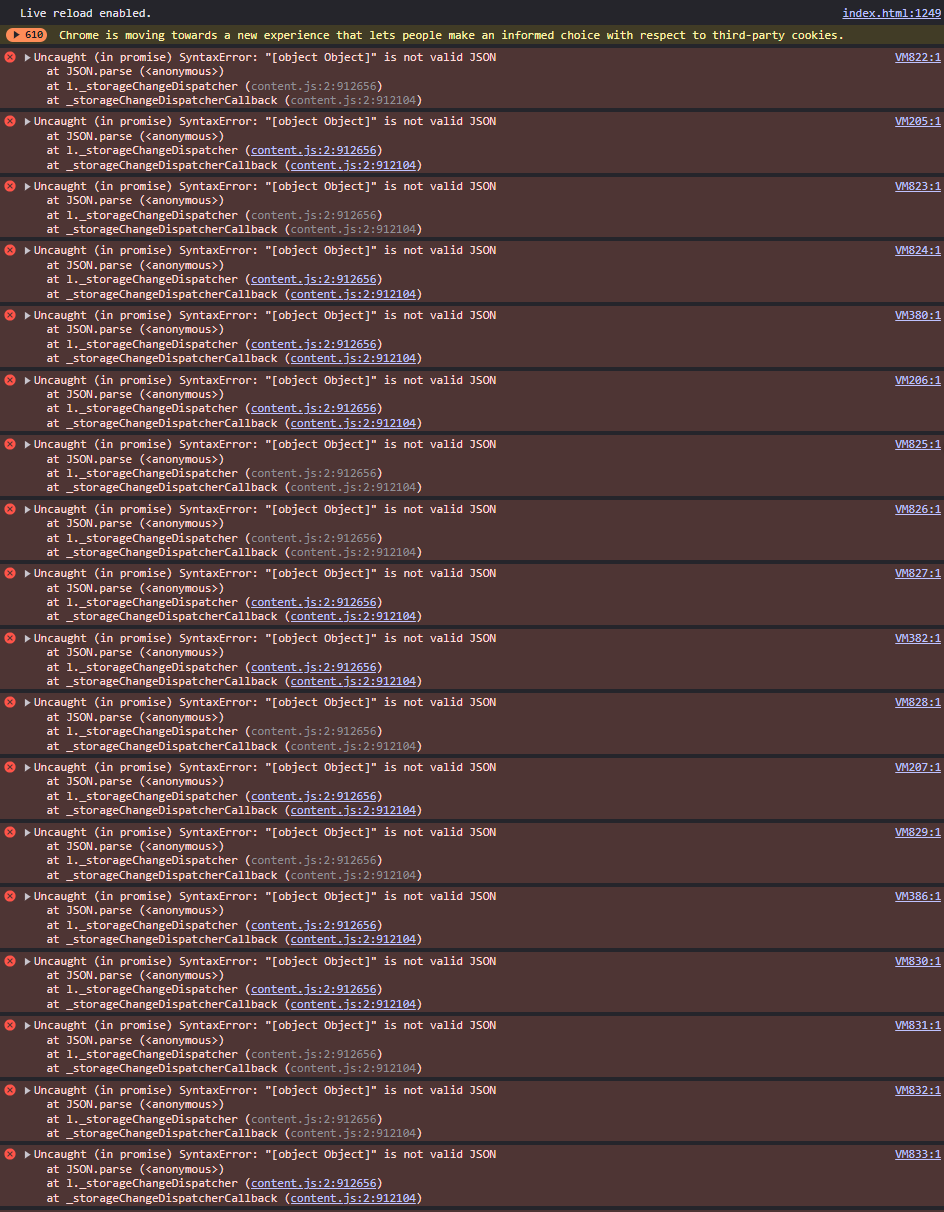 Live reload enabled. index.html:1249
610 Chrome is moving towards a new experience that lets people make an informed choice with respect to third-party cookies.
Uncaught (in promise) SyntaxError: "[object Object]" is not valid JSON VM822:1
at JSON.parse (<anonymous>)
at l._storageChangeDispatcher (content.js:2:912656)
at _storageChangeDispatcherCallback (content.js:2:912104)
Uncaught (in promise) SyntaxError: "[object Object]" is not valid JSON VM205:1
at JSON.parse (<anonymous>)
at l._storageChangeDispatcher (content.js:2:912656)
at _storageChangeDispatcherCallback (content.js:2:912104)
Uncaught (in promise) SyntaxError: "[object Object]" is not valid JSON VM823:1
at JSON.parse (<anonymous>)
at l._storageChangeDispatcher (content.js:2:912656)
at _storageChangeDispatcherCallback (content.js:2:912104)
Uncaught (in promise) SyntaxError: "[object Object]" is not valid JSON VM824:1
at JSON.parse (<anonymous>)
at l._storageChangeDispatcher (content.js:2:912656)
at _storageChangeDispatcherCallback (content.js:2:912104)
Uncaught (in promise) SyntaxError: "[object Object]" is not valid JSON VM380:1
at JSON.parse (<anonymous>)
at l._storageChangeDispatcher (content.js:2:912656)
at _storageChangeDispatcherCallback (content.js:2:912104)
Uncaught (in promise) SyntaxError: "[object Object]" is not valid JSON VM206:1
at JSON.parse (<anonymous>)
at l._storageChangeDispatcher (content.js:2:912656)
at _storageChangeDispatcherCallback (content.js:2:912104)
Uncaught (in promise) SyntaxError: "[object Object]" is not valid JSON VM825:1
at JSON.parse (<anonymous>)
at l._storageChangeDispatcher (content.js:2:912656)
at _storageChangeDispatcherCallback (content.js:2:912104)
Uncaught (in promise) SyntaxError: "[object Object]" is not valid JSON VM826:1
at JSON.parse (<anonymous>)
at l._storageChangeDispatcher (content.js:2:912656)
at _storageChangeDispatcherCallback (content.js:2:912104)
Uncaught (in promise) SyntaxError: "[object Object]" is not valid JSON VM827:1
at JSON.parse (<anonymous>)
at l._storageChangeDispatcher (content.js:2:912656)
at _storageChangeDispatcherCallback (content.js:2:912104)
Uncaught (in promise) SyntaxError: "[object Object]" is not valid JSON VM382:1
at JSON.parse (<anonymous>)
at l._storageChangeDispatcher (content.js:2:912656)
at _storageChangeDispatcherCallback (content.js:2:912104)
Uncaught (in promise) SyntaxError: "[object Object]" is not valid JSON VM828:1
at JSON.parse (<anonymous>)
at l._storageChangeDispatcher (content.js:2:912656)
at _storageChangeDispatcherCallback (content.js:2:912104)
Uncaught (in promise) SyntaxError: "[object Object]" is not valid JSON VM207:1
at JSON.parse (<anonymous>)
at l._storageChangeDispatcher (content.js:2:912656)
at _storageChangeDispatcherCallback (content.js:2:912104)
Uncaught (in promise) SyntaxError: "[object Object]" is not valid JSON VM829:1
at JSON.parse (<anonymous>)
at l._storageChangeDispatcher (content.js:2:912656)
at _storageChangeDispatcherCallback (content.js:2:912104)
Uncaught (in promise) SyntaxError: "[object Object]" is not valid JSON VM386:1
at JSON.parse (<anonymous>)
at l._storageChangeDispatcher (content.js:2:912656)
at _storageChangeDispatcherCallback (content.js:2:912104)
Uncaught (in promise) SyntaxError: "[object Object]" is not valid JSON VM830:1
at JSON.parse (<anonymous>)
at l._storageChangeDispatcher (content.js:2:912656)
at _storageChangeDispatcherCallback (content.js:2:912104)
Uncaught (in promise) SyntaxError: "[object Object]" is not valid JSON VM831:1
at JSON.parse (<anonymous>)
at l._storageChangeDispatcher (content.js:2:912656)
at _storageChangeDispatcherCallback (content.js:2:912104)
Uncaught (in promise) SyntaxError: "[object Object]" is not valid JSON VM832:1
at JSON.parse (<anonymous>)
at l._storageChangeDispatcher (content.js:2:912656)
at _storageChangeDispatcherCallback (content.js:2:912104)
Uncaught (in promise) SyntaxError: "[object Object]" is not valid JSON VM833:1
at JSON.parse (<anonymous>)
at l._storageChangeDispatcher (content.js:2:912656)
at _storageChangeDispatcherCallback (content.js:2:912104)